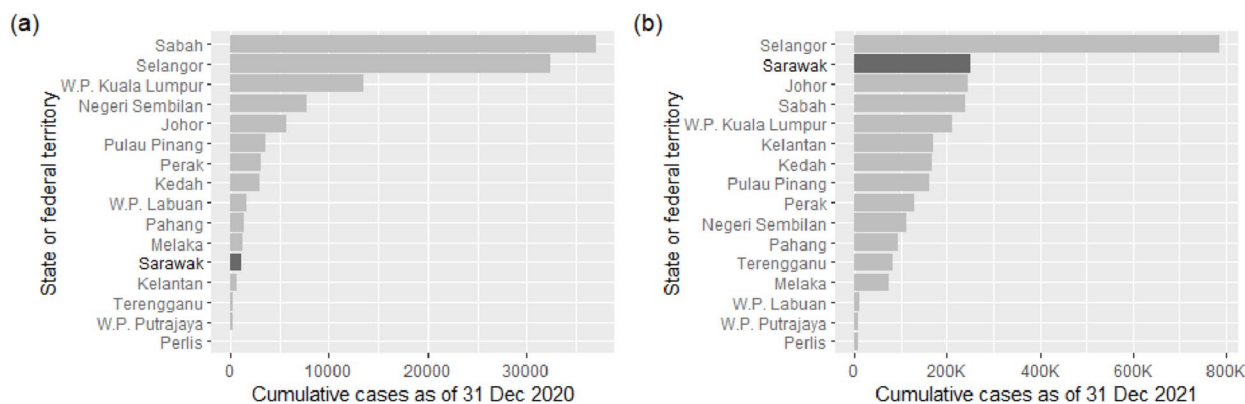 (a)
State or federal territory
Sabah
Selangor
W.P. Kuala Lumpur
Negeri Sembilan
Johor
Pulau Pinang
Perak
Kedah
W.P. Labuan
Pahang
Melaka
Sarawak
Kelantan
Terengganu
W.P. Putrajaya
Perlis
0 10000 20000 30000
Cumulative cases as of 31 Dec 2020
(b)
State or federal territory
Selangor
Sarawak
Johor
Sabah
W.P. Kuala Lumpur
Kelantan
Kedah
Pulau Pinang
Perak
Negeri Sembilan
Pahang
Terengganu
Melaka
W.P. Labuan
W.P. Putrajaya
Perlis
0 200K 400K 600K 800K
Cumulative cases as of 31 Dec 2021